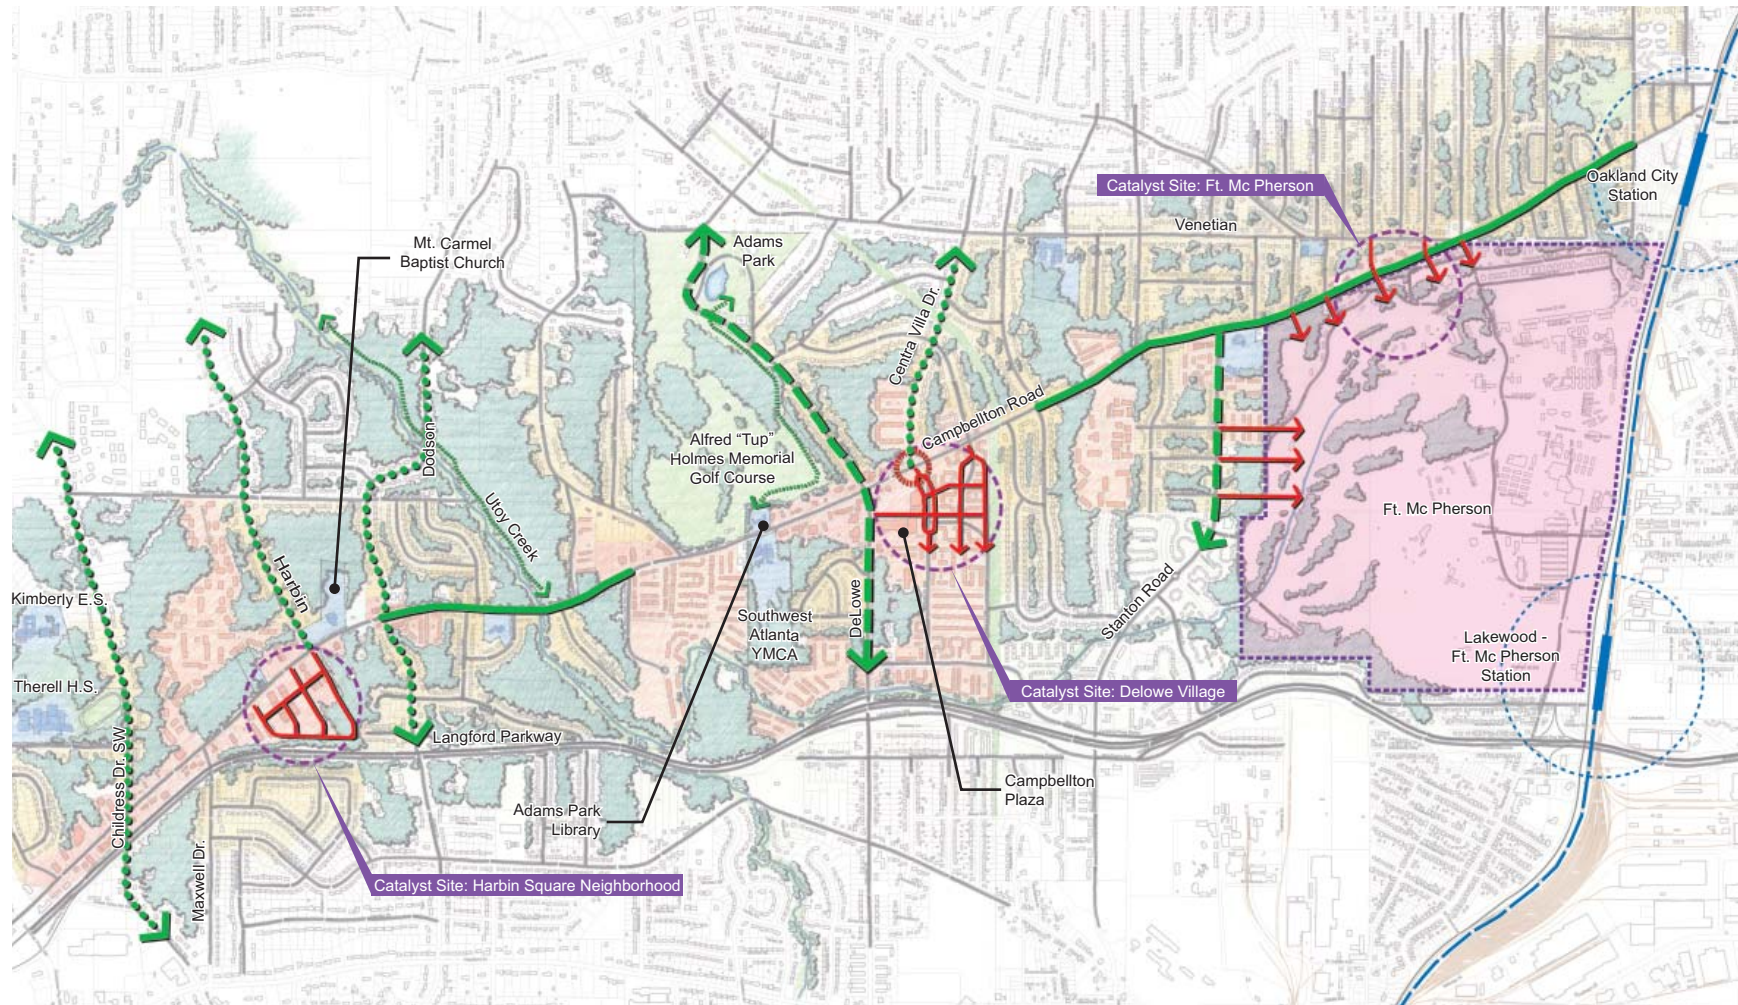 Catalyst Site: Ft. Mc Pherson
Oakland City
Station
Venetian
Mt. Carmel
Baptist Church
Adams
Park
Centra Villa Dr.
Campbellton Road
Alfred “Tup”
Holmes Memorial
Golf Course
Dodson
Utoy Creek
Ft. Mc Pherson
Harbin
Kimberly E.S.
Southwest
Atlanta
YMCA
DeLowe
Stanton Road
Lakewood -
Ft. Mc Pherson
Station
Therell H.S.
Catalyst Site: Delowe Village
Langford Parkway
Childress Dr. SW
Adams Park
Library
Campbellton
Plaza
Maxwell Dr.
Catalyst Site: Harbin Square Neighborhood